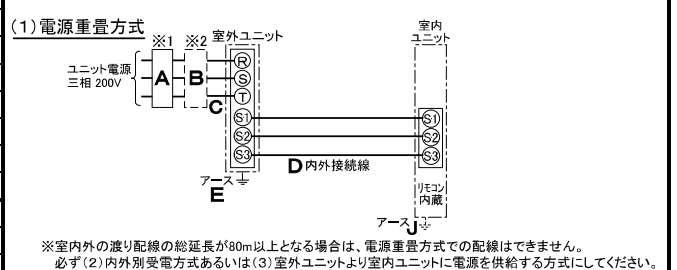 (1)電源重畳方式
※1 ※2 室外ユニット
室内
ユニット
ユニット電源
三相 200V
A B
R
S
T
C
S1 S1
S2 S2
S3 S3
D 内外接続線
アース
E
リモコン
内蔵
アース J
※室内外の渡り配線の総延長が80m以上となる場合は、電源重畳方式での配線はできません。
必ず(2)内外別受電方式あるいは(3)室外ユニットより室内ユニットに電源を供給する方式にしてください。